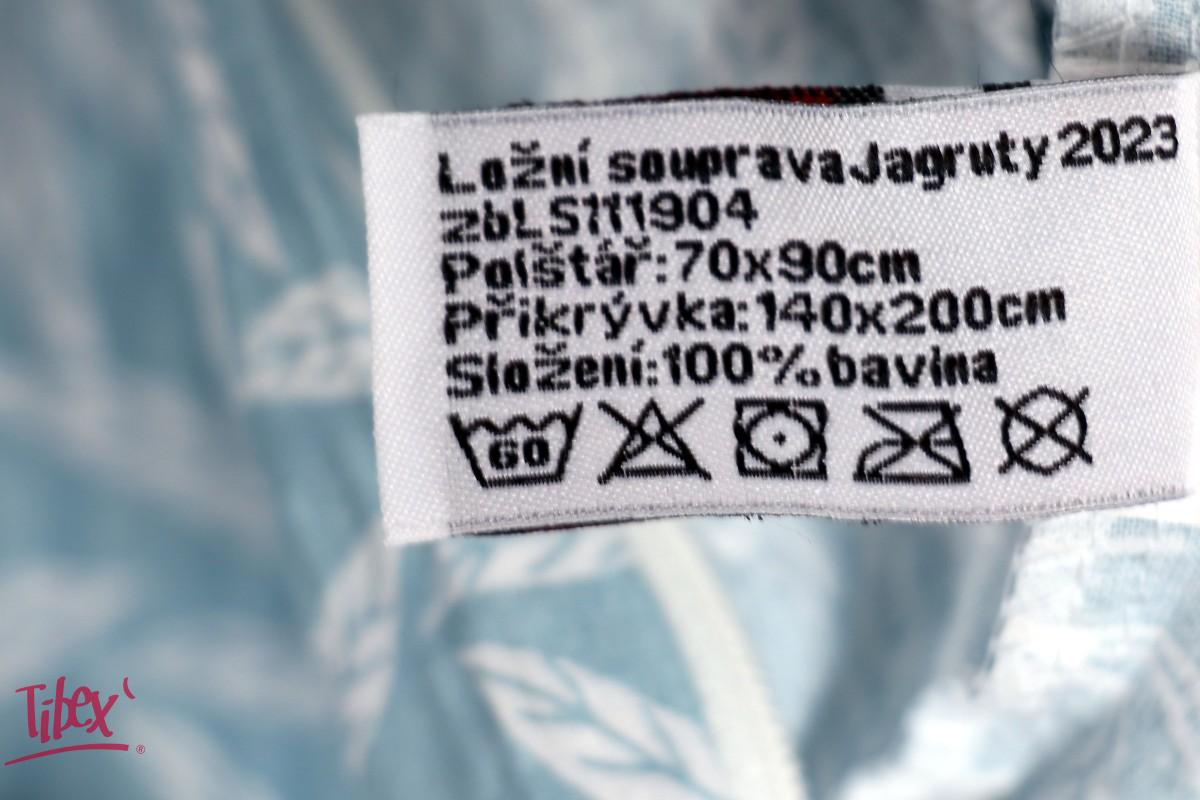 Ložní souprava Jagruty 2023
zbLS111904
Polštář: 70x90cm
Přikrývka: 140x200cm
Složení: 100% bavlna
60
Tibex
®